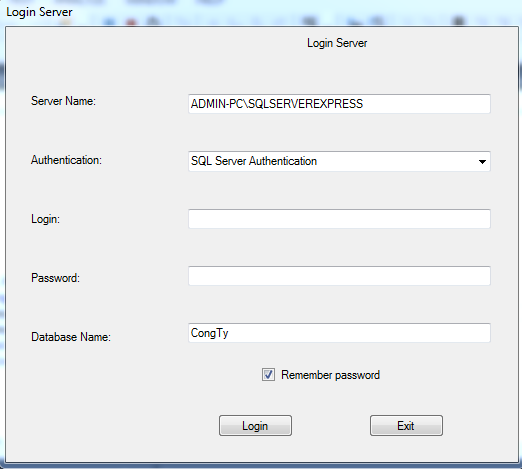 Login Server
Login Server
Server Name:
ADMIN-PC\SQLSERVEREXPRESS
Authentication:
SQL Server Authentication
Login:
Password:
Database Name:
CongTy
Remember password
Login
Exit